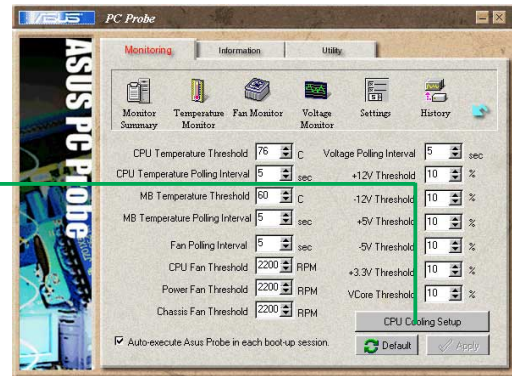 ASUS PC Probe
Monitoring Information Utility
Monitor Summary Temperature Monitor Fan Monitor Voltage Monitor Settings History
CPU Temperature Threshold 76 C Voltage Polling Interval 5 sec
CPU Temperature Polling Interval 5 sec +12V Threshold 10 %
MB Temperature Threshold 60 C -12V Threshold 10 %
MB Temperature Polling Interval 5 sec +5V Threshold 10 %
Fan Polling Interval 5 sec -5V Threshold 10 %
CPU Fan Threshold 2200 RPM +3.3V Threshold 10 %
Power Fan Threshold 2200 RPM VCore Threshold 10 %
Chassis Fan Threshold 2200 RPM
CPU Cooling Setup
Auto-execute Asus Probe in each boot-up session. Default Apply
ASUS PC Probe